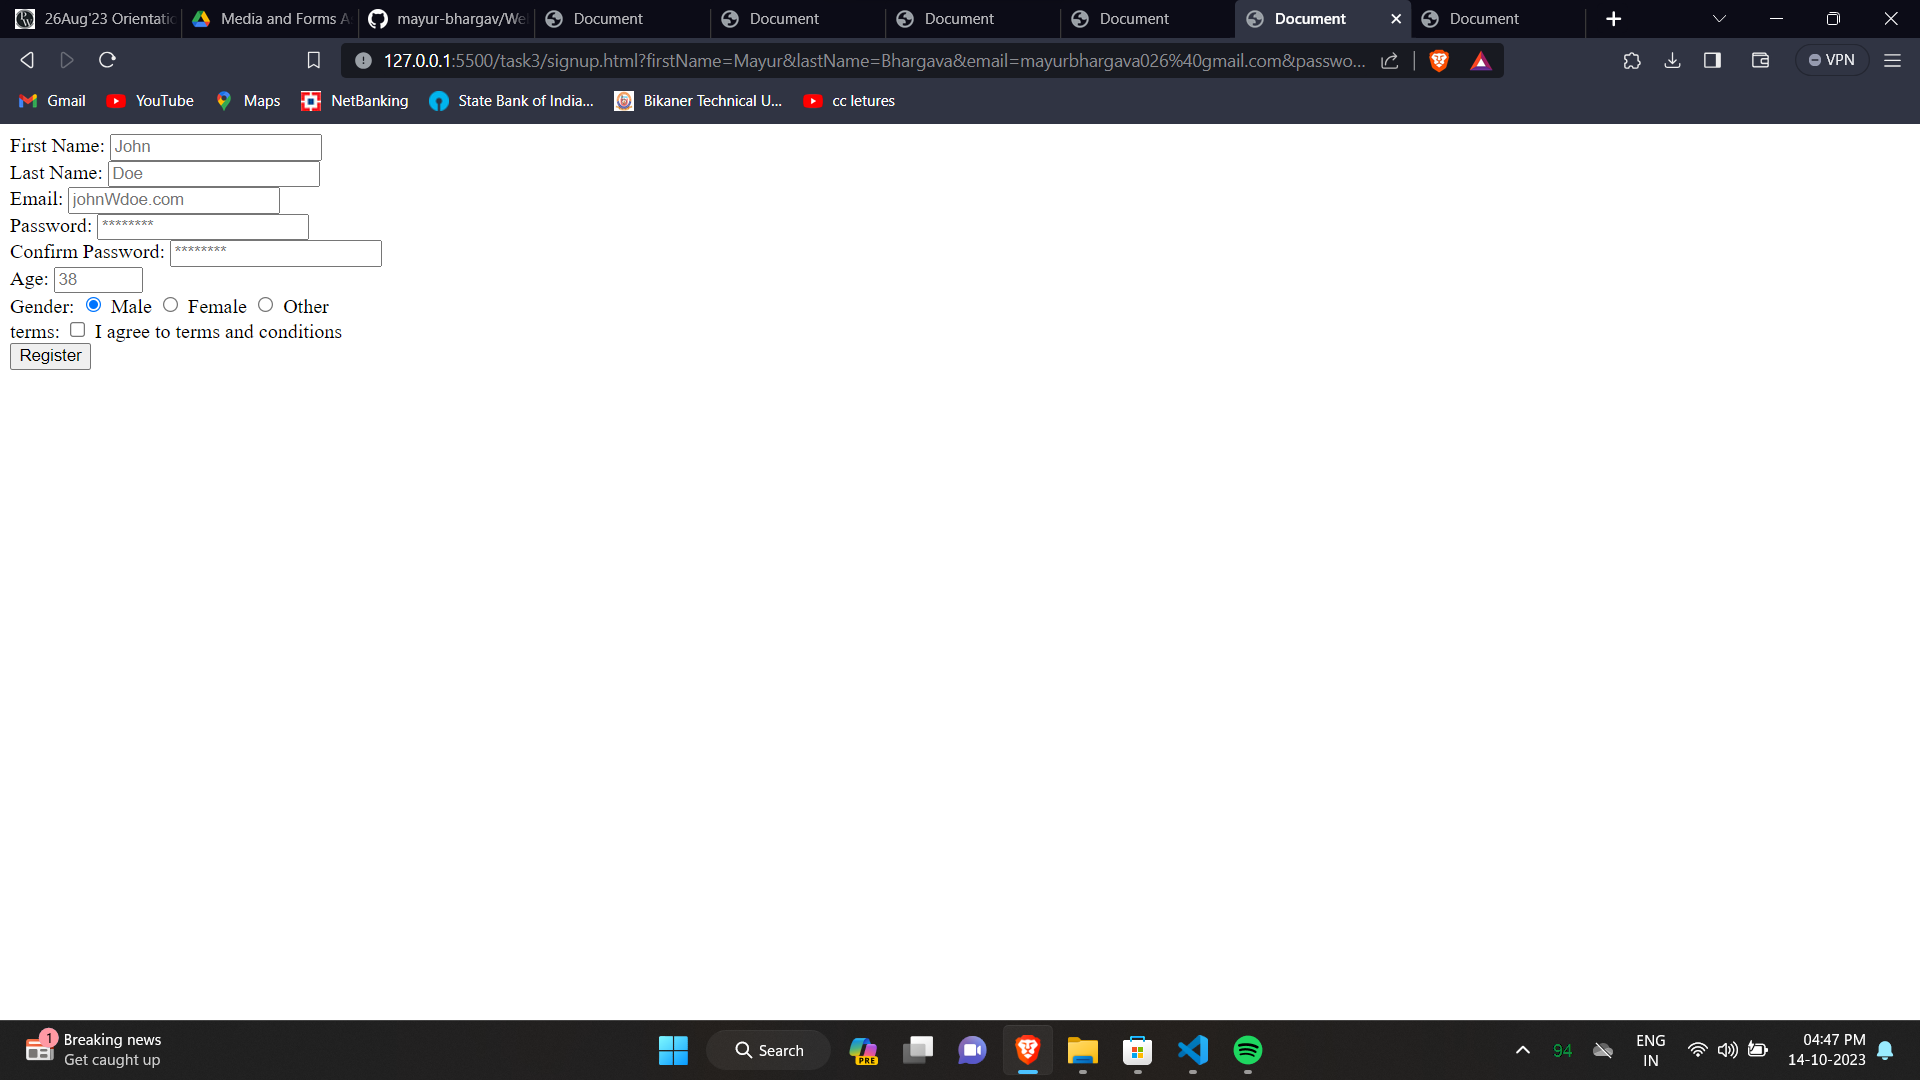 26Aug'23 Orientatic Media and Forms A mayur-bhargav/We Document Document Document Document Document Document
127.0.0.1:5500/task3/signup.html?firstName=Mayur&lastName=Bhargava&email=mayurbhargava026%40gmail.com&passwo... VPN
Gmail YouTube Maps NetBanking State Bank of India... Bikaner Technical U... cc letures
First Name: John
Last Name: Doe
Email: johnWdoe.com
Password: ********
Confirm Password: ********
Age: 38
Gender: Male Female Other
terms: I agree to terms and conditions
Register
1 Breaking news
Get caught up
Search
PRE
94
ENG
IN
04:47 PM
14-10-2023